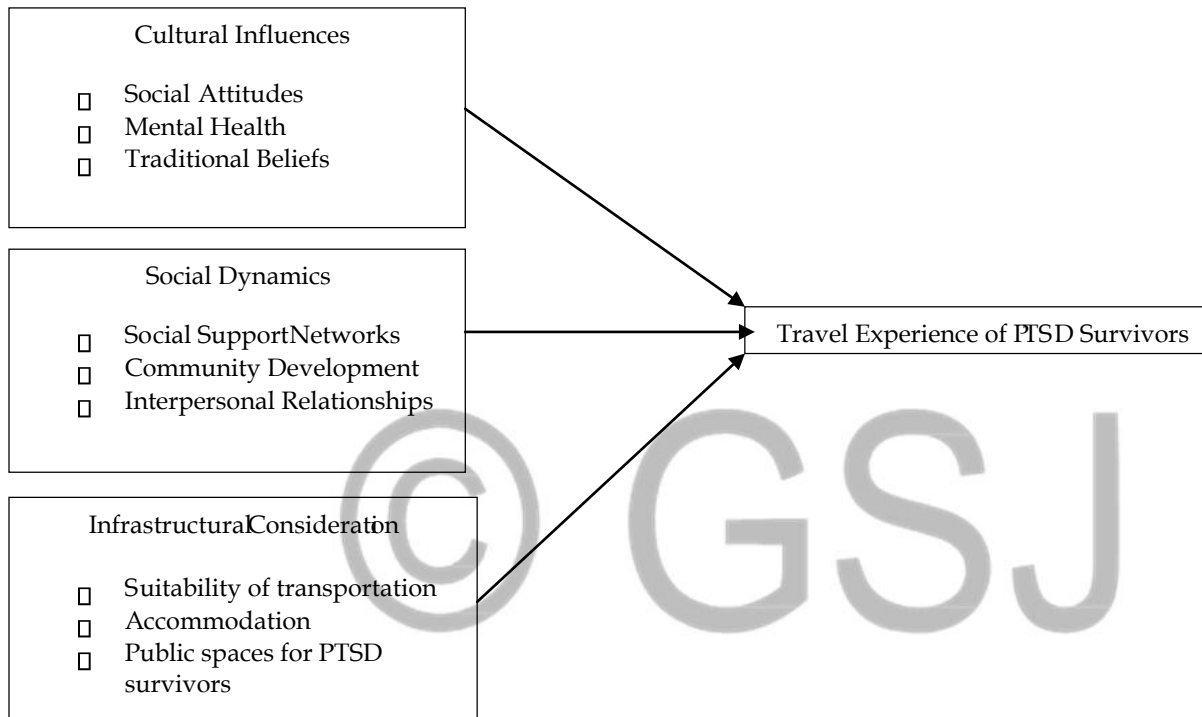 Cultural Influences
Social Attitudes
Mental Health
Traditional Beliefs
Social Dynamics
Social SupportNetworks
Community Development
Interpersonal Relationships
Travel Experience of PTSD Survivors
InfrastructuralConsideration
Suitability of transportation
Accommodation
Public spaces for PTSD
survivors
© GSJ